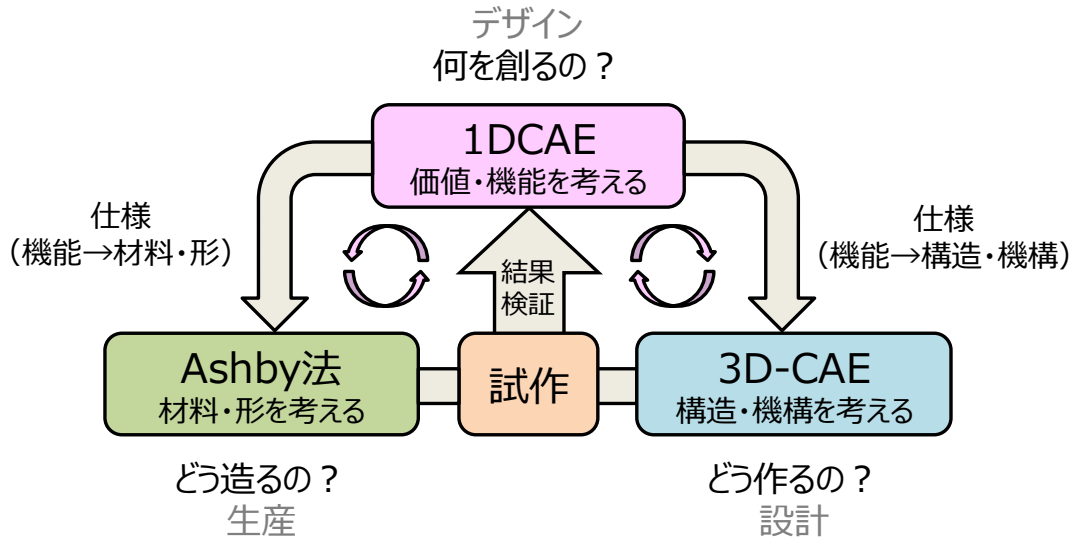 デザイン
何を創るの？
1DCAE
価値・機能を考える
仕様
（機能→材料・形）
仕様
（機能→構造・機構）
結果
検証
Ashby法
材料・形を考える
試作
3D-CAE
構造・機構を考える
どう造るの？
生産
どう作るの？
設計